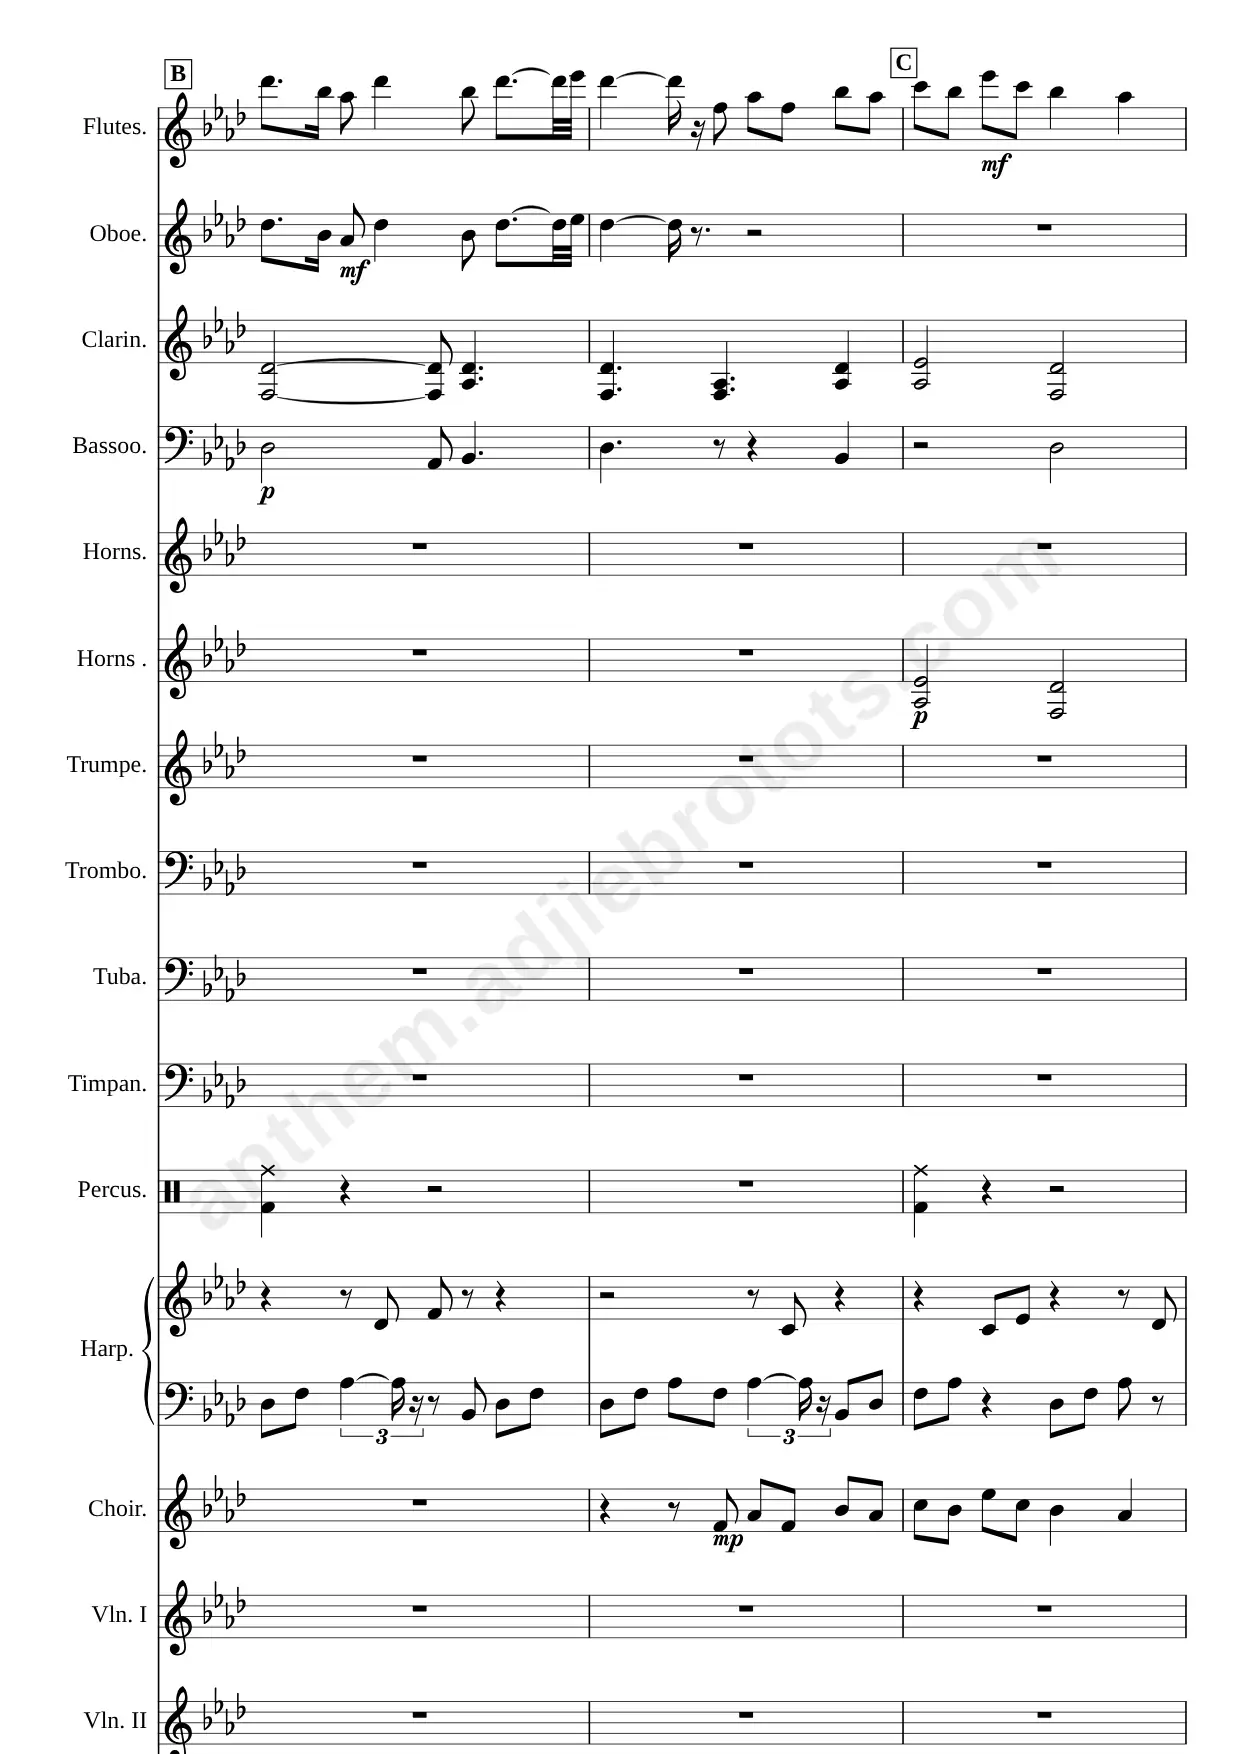 B
C
Flutes.
mf
Oboe.
mf
Clarin.
Bassoo.
p
Horns.
Horns .
p
Trumpe.
Trombo.
Tuba.
Timpan.
Percus.
Harp.
3
3
Choir.
mp
Vln. I
Vln. II
anthem.adjiebrotots.com